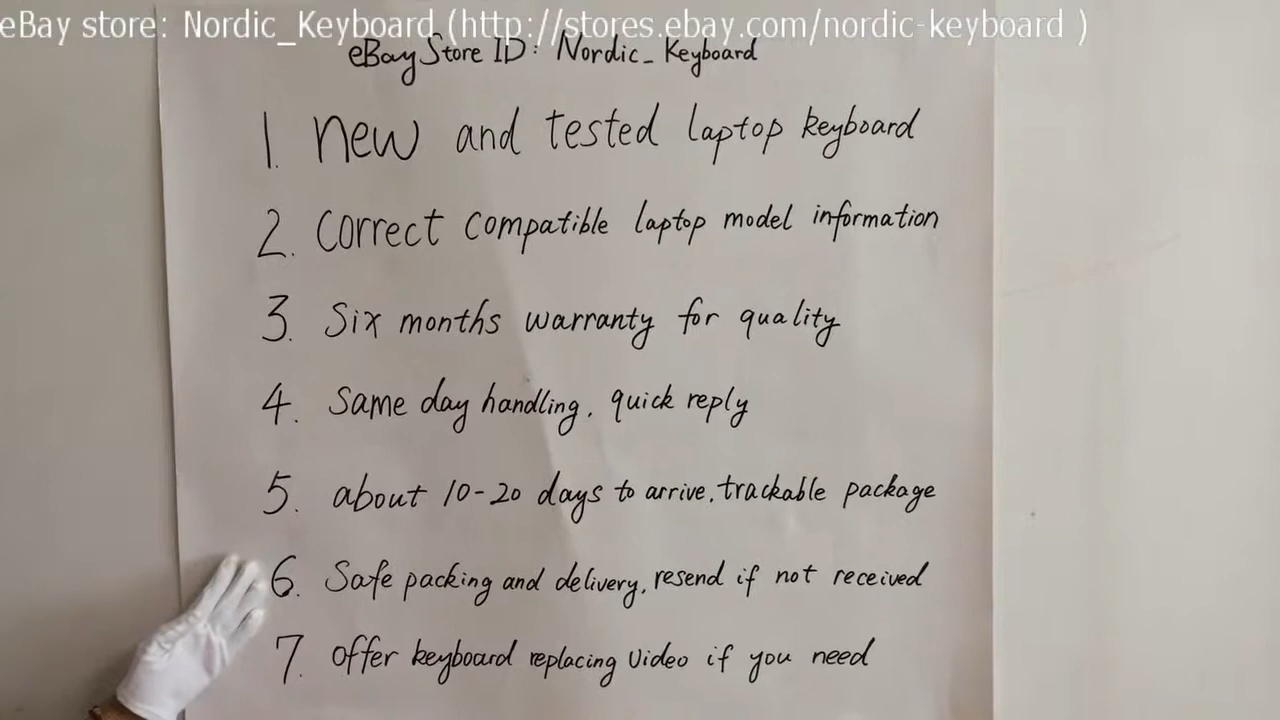 eBay store: Nordic_Keyboard (http://stores.ebay.com/nordic-keyboard )
eBay Store ID: Nordic_Keyboard
1. new and tested laptop keyboard
2. Correct compatible laptop model information
3. Six months warranty for quality
4. Same day handling, quick reply
5. about 10-20 days to arrive, trackable package
6. Safe packing and delivery, resend if not received
7. offer keyboard replacing Video if you need